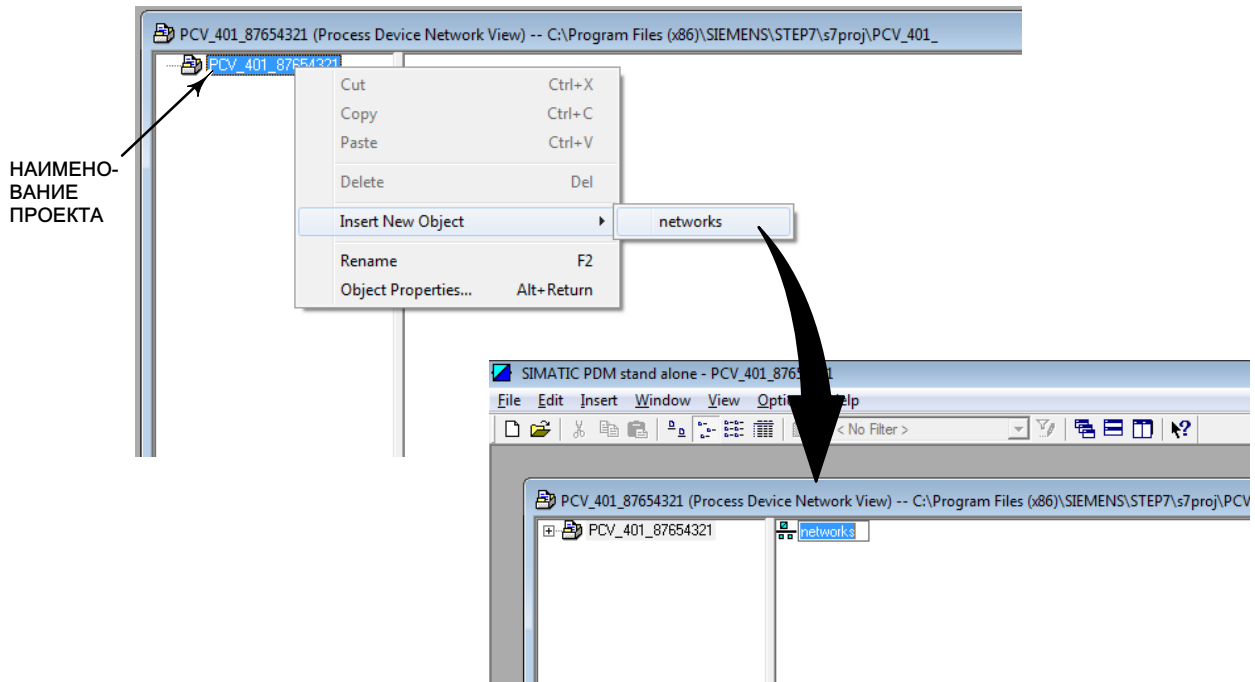 PCV_401_87654321 (Process Device Network View) -- C:\Program Files (x86)\SIEMENS\STEP7\s7proj\PCV_401_
PCV_401_87654321
НАИМЕНО-
ВАНИЕ
ПРОЕКТА
Cut Ctrl+X
Copy Ctrl+C
Paste Ctrl+V
Delete Del
Insert New Object networks
Rename F2
Object Properties... Alt+Return
SIMATIC PDM stand alone - PCV_401_876
File Edit Insert Window View Opti elp
< No Filter >
PCV_401_87654321 (Process Device Network View) -- C:\Program Files (x86)\SIEMENS\STEP7\s7proj\PCV
PCV_401_87654321 networks